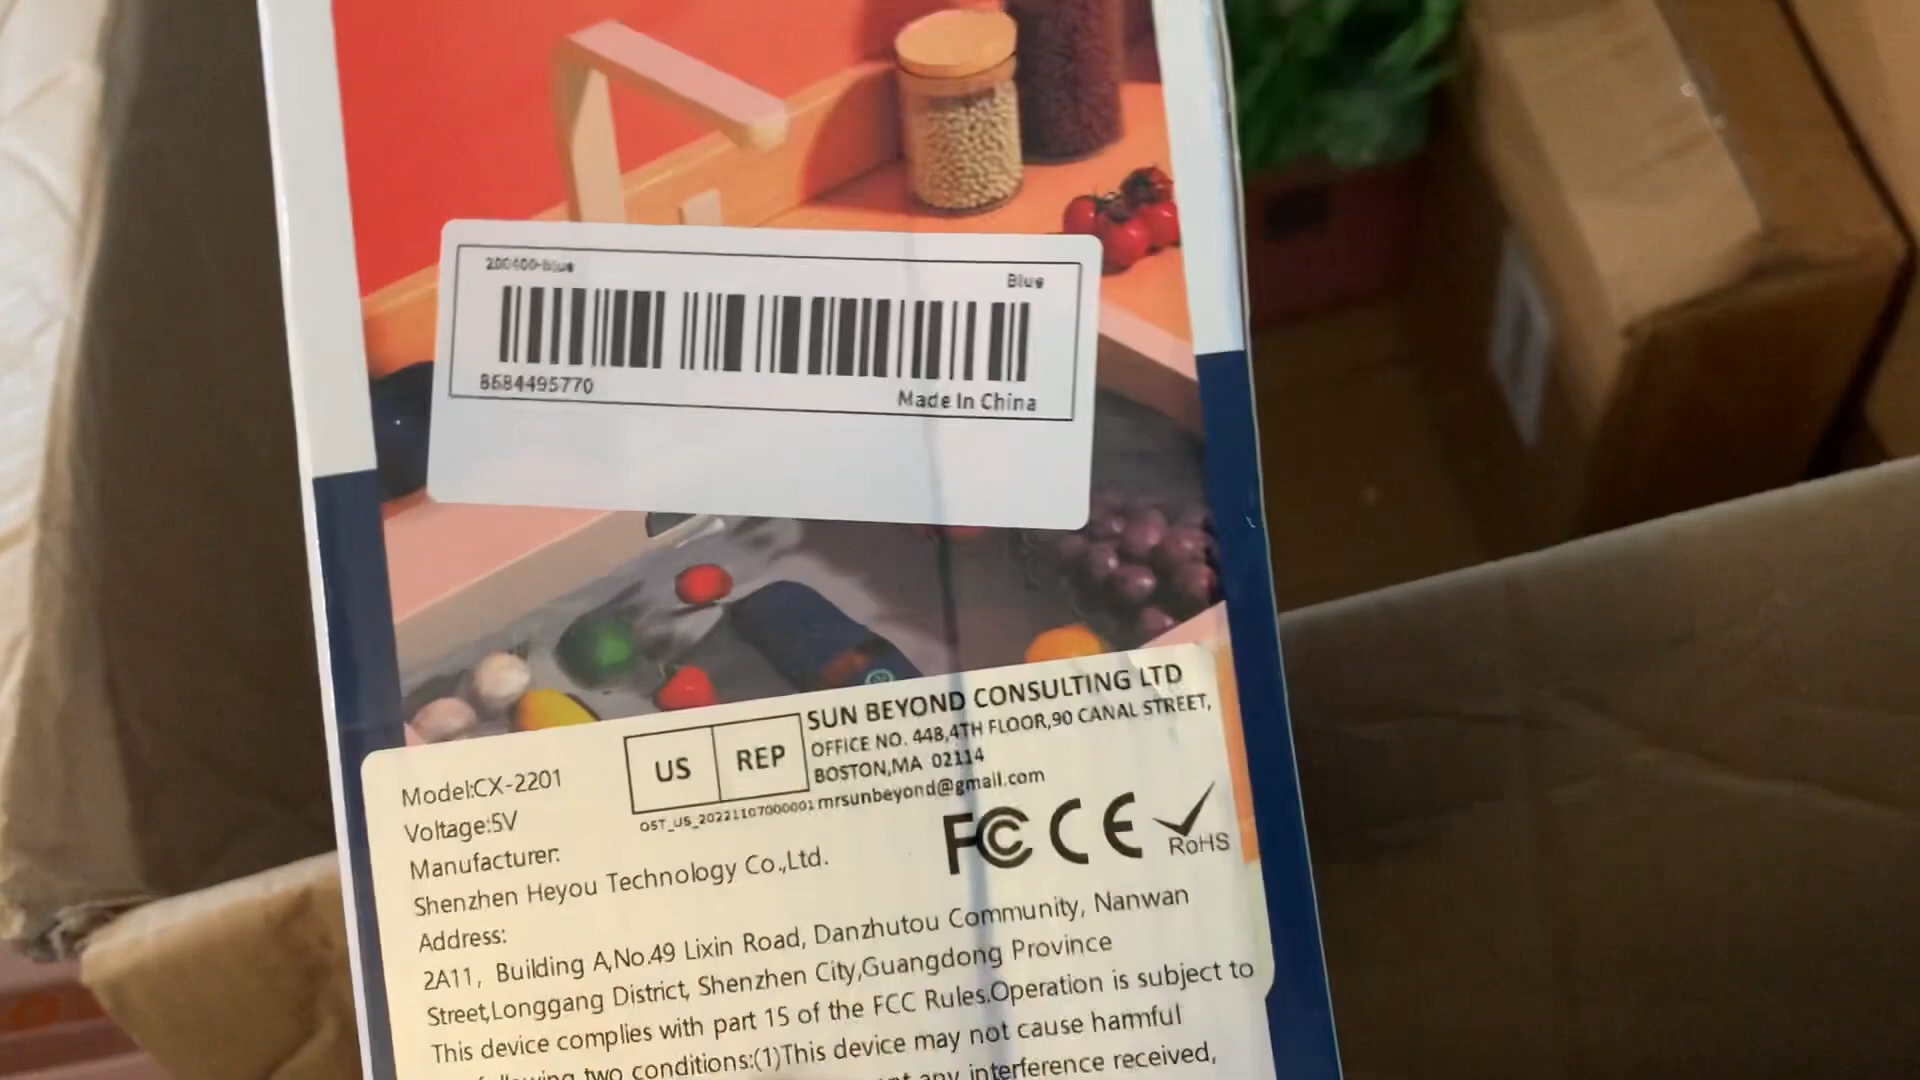 Blue
8684495770
Made In China
US REP
SUN BEYOND CONSULTING LTD
OFFICE NO. 448,4TH FLOOR,90 CANAL STREET,
BOSTON,MA 02114
OST_US_20221107000001 mrsunbeyond@gmail.com
Model:CX-2201
Voltage:5V
Manufacturer:
Shenzhen Heyou Technology Co.,Ltd.
FC CE RoHS
Address:
2A11, Building A,No.49 Lixin Road, Danzhutou Community, Nanwan
Street,Longgang District, Shenzhen City,Guangdong Province
This device complies with part 15 of the FCC Rules.Operation is subject to
two conditions:(1)This device may not cause harmful
any interference received,